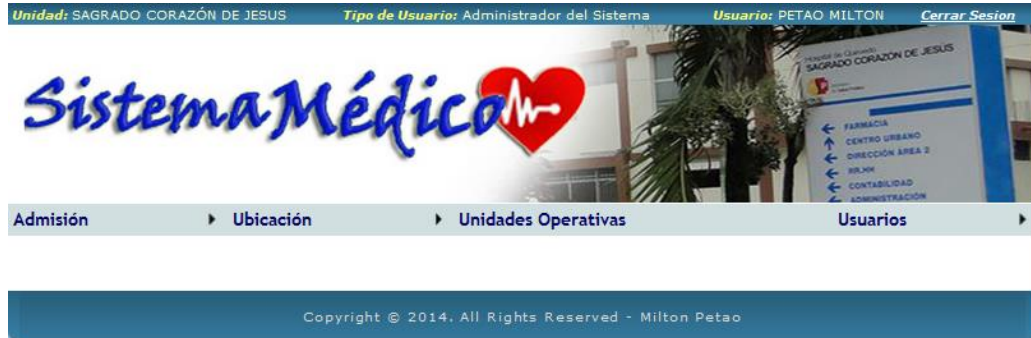 Unidad: SAGRADO CORAZÓN DE JESUS Tipo de Usuario: Administrador del Sistema Usuario: PETAO MILTON Cerrar Sesion
SistemaMédico
Hospital de Quevedo
SAGRADO CORAZÓN DE JESÚS
FARMACIA
CENTRO URBANO
DIRECCIÓN ÁREA 2
RR.HH
CONTABILIDAD
ADMINISTRACIÓN
Admisión Ubicación Unidades Operativas Usuarios
Copyright © 2014. All Rights Reserved - Milton Petao